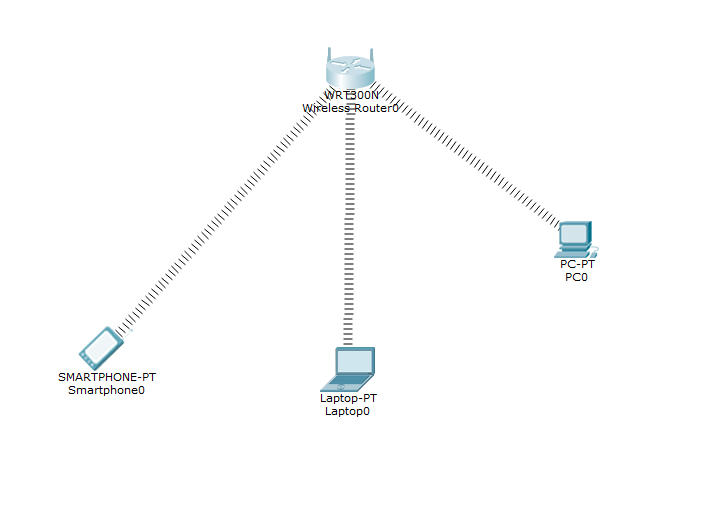 WRT300N
Wireless Router0
PC-PT
PC0
SMARTPHONE-PT
Smartphone0
Laptop-PT
Laptop0